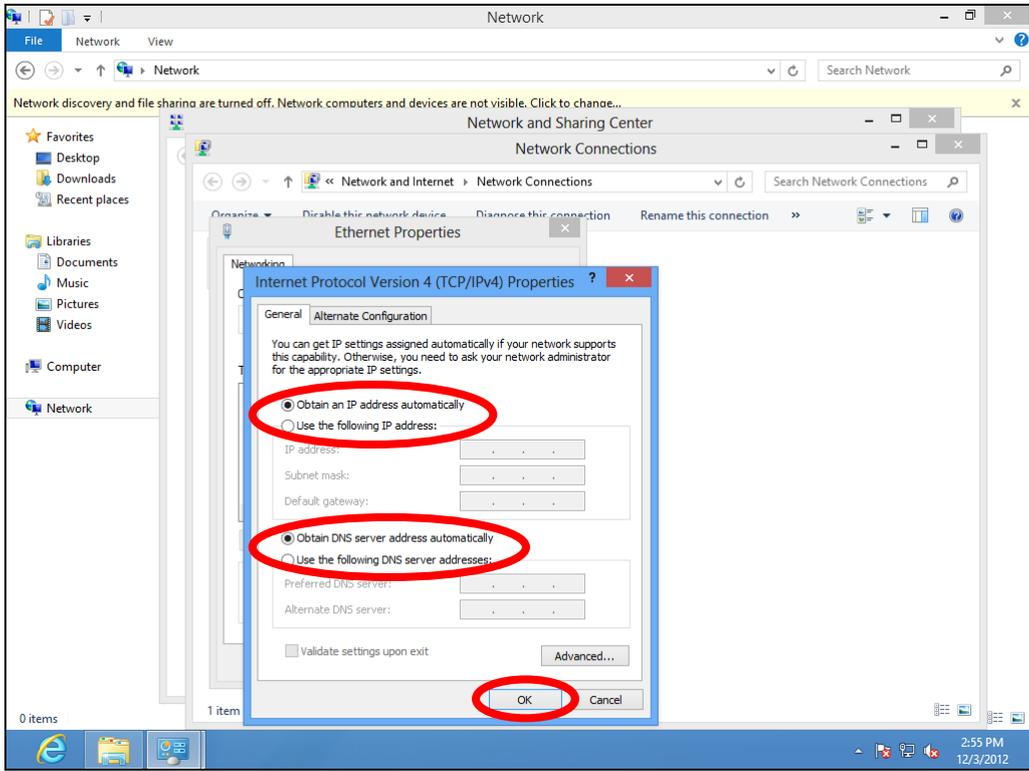 Network
File Network View
Network
Search Network
Network discovery and file sharing are turned off. Network computers and devices are not visible. Click to change...
Favorites
Desktop
Downloads
Recent places
Libraries
Documents
Music
Pictures
Videos
Computer
Network
0 items
Network and Sharing Center
Network Connections
« Network and Internet Network Connections
Search Network Connections
Organize Disable this network device Diagnose this connection Rename this connection »
Ethernet Properties
Networking
Internet Protocol Version 4 (TCP/IPv4) Properties ?
General Alternate Configuration
You can get IP settings assigned automatically if your network supports
this capability. Otherwise, you need to ask your network administrator
for the appropriate IP settings.
Obtain an IP address automatically
Use the following IP address:
IP address:
Subnet mask:
Default gateway:
Obtain DNS server address automatically
Use the following DNS server addresses:
Preferred DNS server:
Alternate DNS server:
Validate settings upon exit
Advanced...
OK Cancel
1 item
2:55 PM
12/3/2012